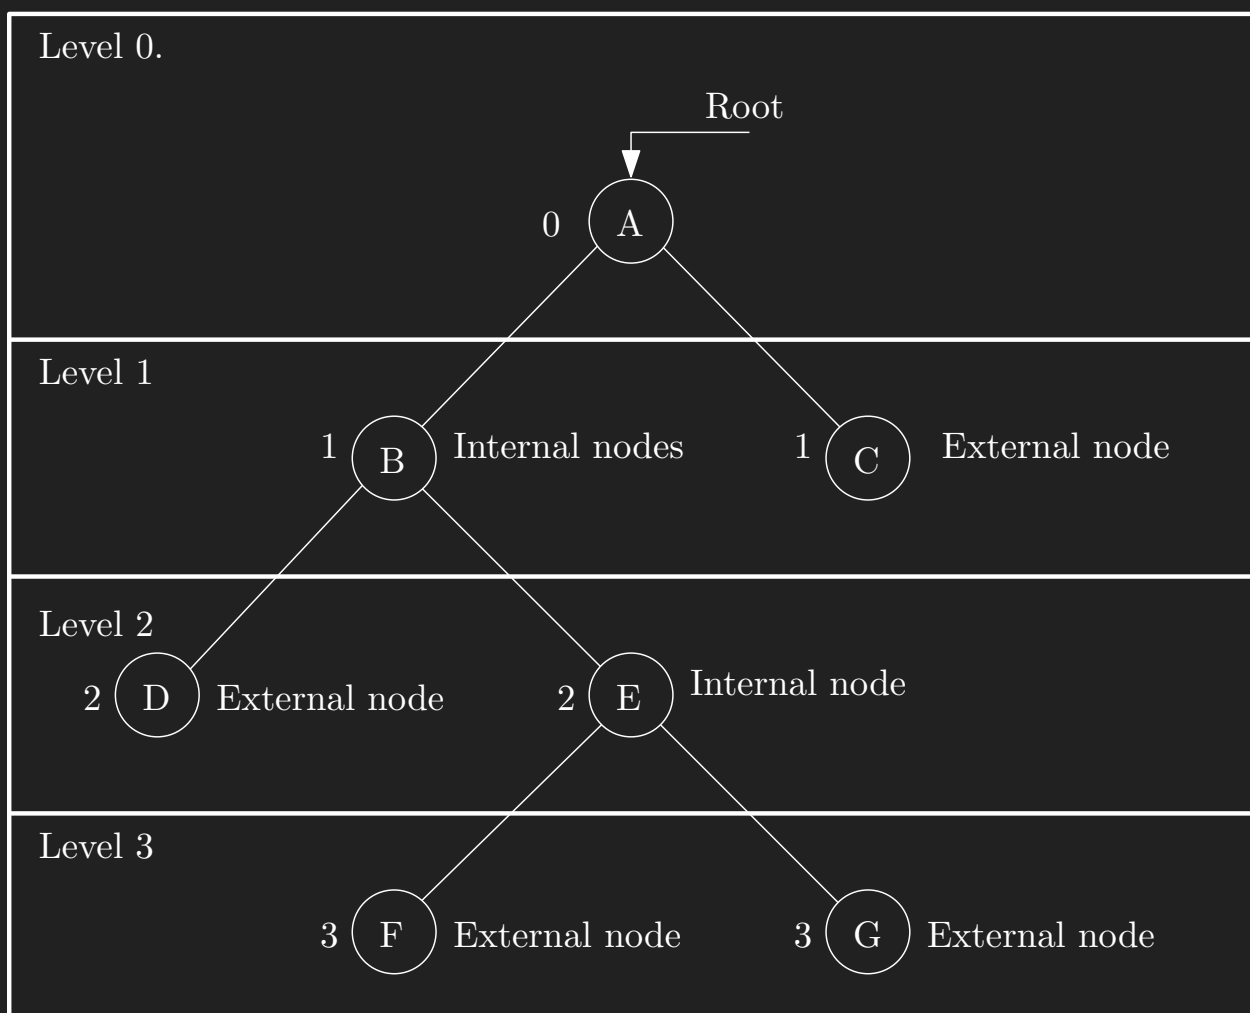 Level 0.
Root
0 A
Level 1
1 B Internal nodes 1 C External node
Level 2
2 D External node 2 E Internal node
Level 3
3 F External node 3 G External node